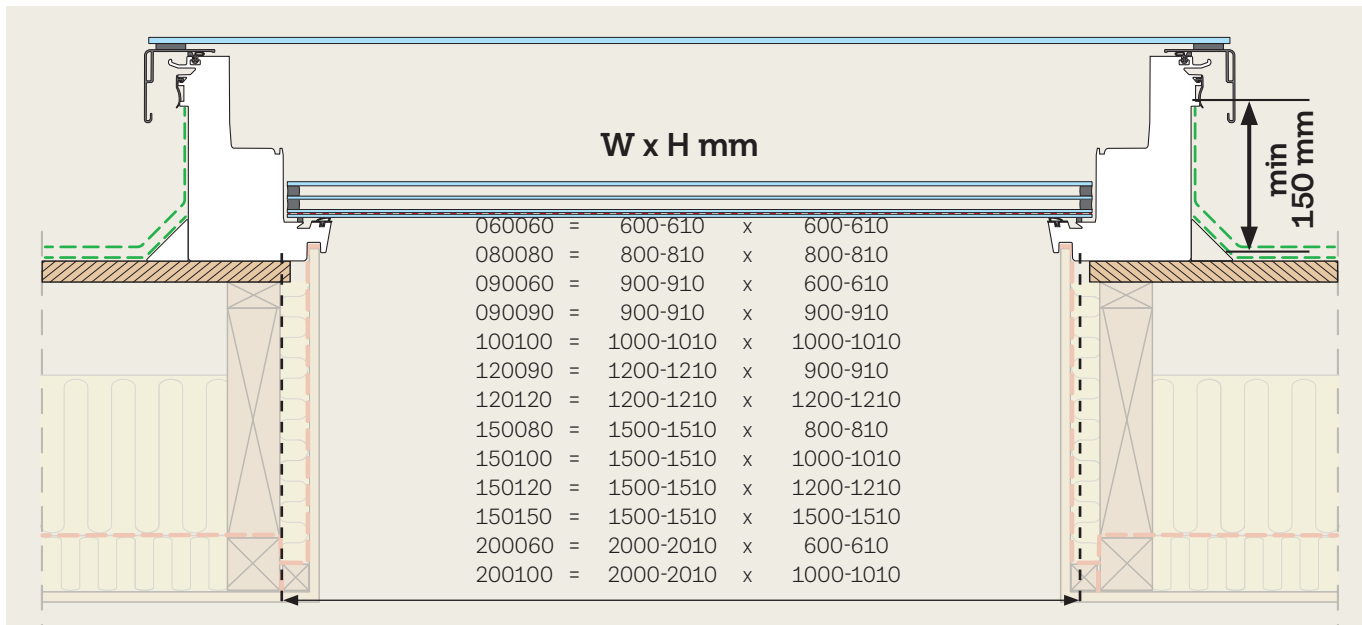 W x H mm
min
150 mm
060060 = 600-610 x 600-610
080080 = 800-810 x 800-810
090060 = 900-910 x 600-610
090090 = 900-910 x 900-910
100100 = 1000-1010 x 1000-1010
120090 = 1200-1210 x 900-910
120120 = 1200-1210 x 1200-1210
150080 = 1500-1510 x 800-810
150100 = 1500-1510 x 1000-1010
150120 = 1500-1510 x 1200-1210
150150 = 1500-1510 x 1500-1510
200060 = 2000-2010 x 600-610
200100 = 2000-2010 x 1000-1010